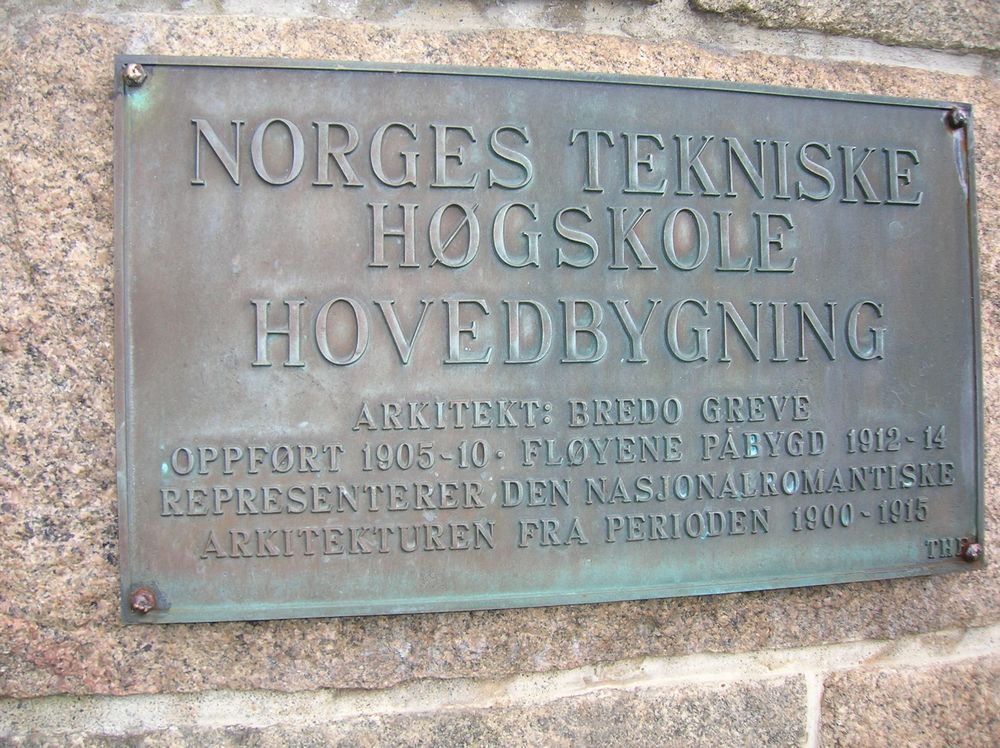 NORGES TEKNISKE
HØGSKOLE
HOVEDBYGNING
ARKITEKT: BREDO GREVE
OPPFØRT 1905-10. FLØYENE PÅBYGD 1912-14
REPRESENTERER DEN NASJONALROMANTISKE
ARKITEKTUREN FRA PERIODEN 1900-1915